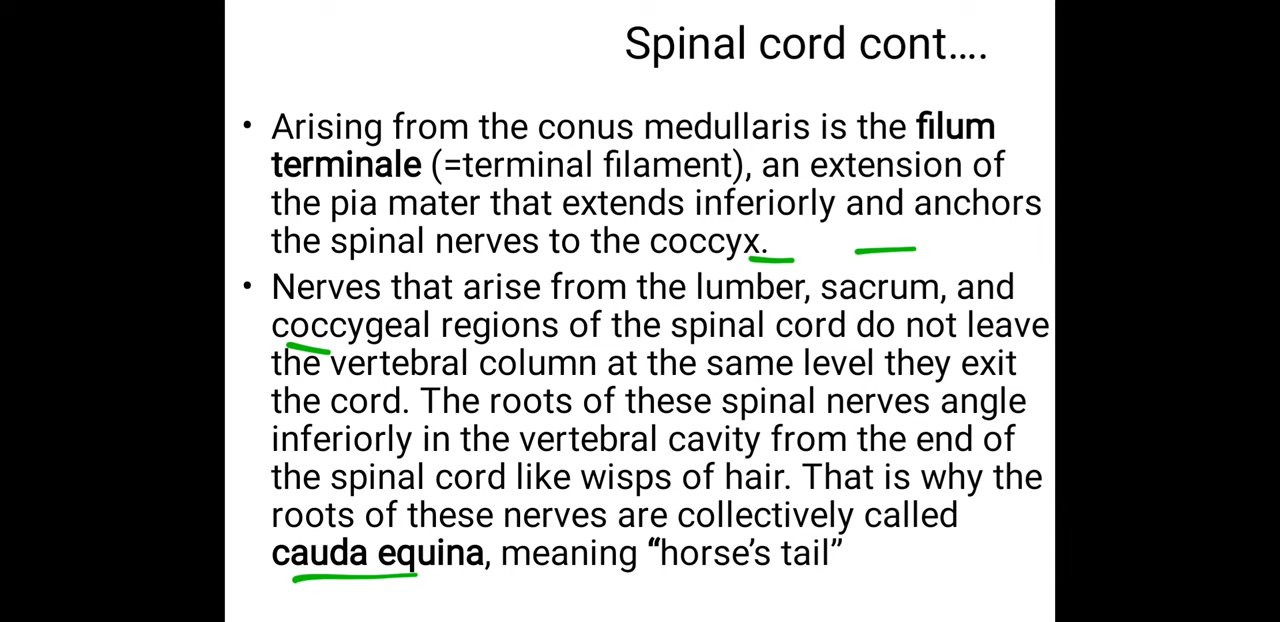 Spinal cord cont....
• Arising from the conus medullaris is the filum
terminale (=terminal filament), an extension of
the pia mater that extends inferiorly and anchors
the spinal nerves to the coccyx.
• Nerves that arise from the lumber, sacrum, and
coccygeal regions of the spinal cord do not leave
the vertebral column at the same level they exit
the cord. The roots of these spinal nerves angle
inferiorly in the vertebral cavity from the end of
the spinal cord like wisps of hair. That is why the
roots of these nerves are collectively called
cauda equina, meaning “horse’s tail”